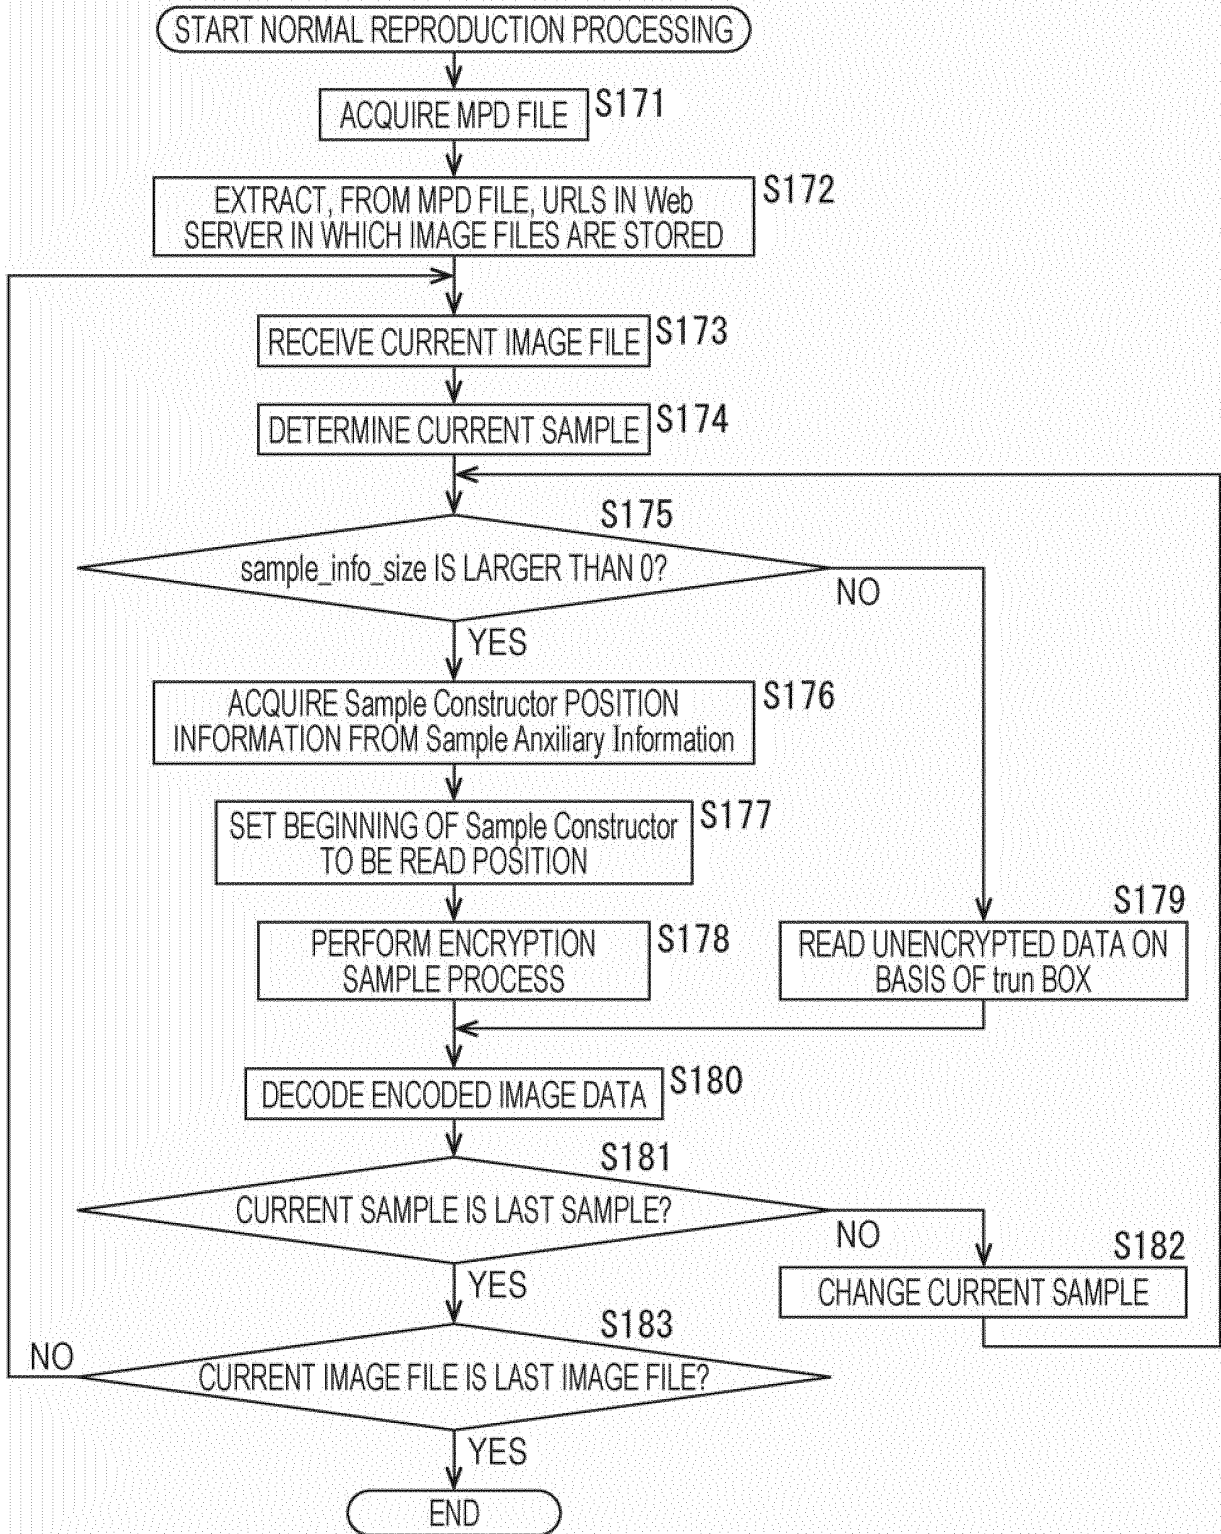 START NORMAL REPRODUCTION PROCESSING
ACQUIRE MPD FILE
S171
EXTRACT, FROM MPD FILE, URLS IN Web
SERVER IN WHICH IMAGE FILES ARE STORED
S172
RECEIVE CURRENT IMAGE FILE
S173
DETERMINE CURRENT SAMPLE
S174
S175
sample_info_size IS LARGER THAN 0?
NO
YES
ACQUIRE Sample Constructor POSITION
INFORMATION FROM Sample Anxiliary Information
S176
SET BEGINNING OF Sample Constructor
TO BE READ POSITION
S177
PERFORM ENCRYPTION
SAMPLE PROCESS
S178
S179
READ UNENCRYPTED DATA ON
BASIS OF trun BOX
DECODE ENCODED IMAGE DATA
S180
S181
CURRENT SAMPLE IS LAST SAMPLE?
NO
YES
S182
CHANGE CURRENT SAMPLE
S183
NO
CURRENT IMAGE FILE IS LAST IMAGE FILE?
YES
END